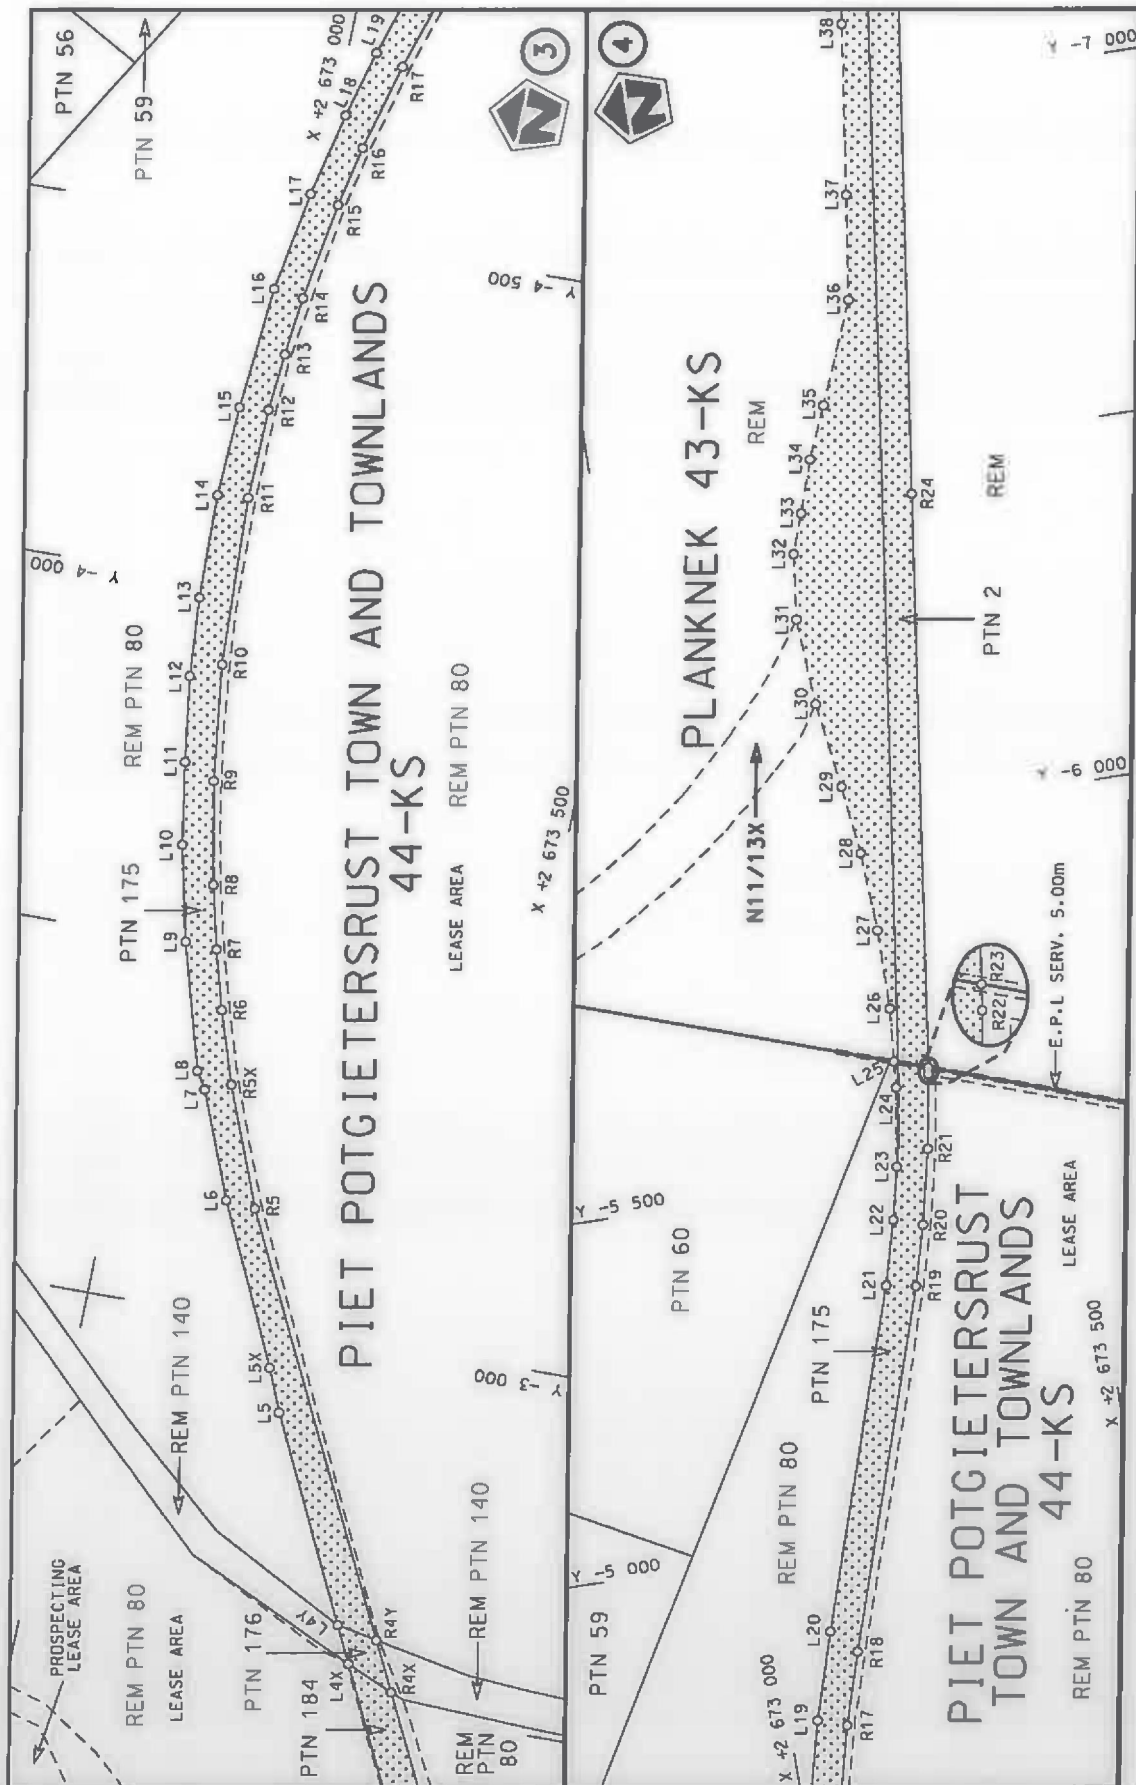 PTN 56
PTN 59
X +2 673 000
L19
L18
R17
3
R16
L17
R15
L16
R14
R13
Y -4 500
L15
R12
L14
R11
Y -4 000
L13
REM PTN 80
L12
R10
L11
R9
L10
R8
PTN 175
L9
R7
R6
L8
L7
R5X
L6
R5
PIET POTGIETERSRUST TOWN AND TOWNLANDS
44-KS
LEASE AREA
REM PTN 80
X +2 673 500
Y -3 000
L5X
L5
REM PTN 140
PROSPECTING
LEASE AREA
REM PTN 80
LEASE AREA
PTN 176
PTN 184
L4Y
L4X
R4Y
R4X
REM PTN 140
REM
PTN
80
4
L38
-7 000
L37
L36
L35
L34
L33
L32
L31
L30
L29
L28
L27
L26
L25
L24
L23
L22
L21
L20
L19
PLANKNEK 43-KS
REM
R24
REM
PTN 2
N11/13X
-6 000
R23
R22
E.P.L SERV. 5.00m
R21
R20
R19
R18
R17
Y -5 500
PTN 60
PTN 175
LEASE AREA
PIET POTGIETERSRUST
TOWN AND TOWNLANDS
44-KS
X +2 673 500
REM PTN 80
Y -5 000
PTN 59
X +2 673 000
REM PTN 80